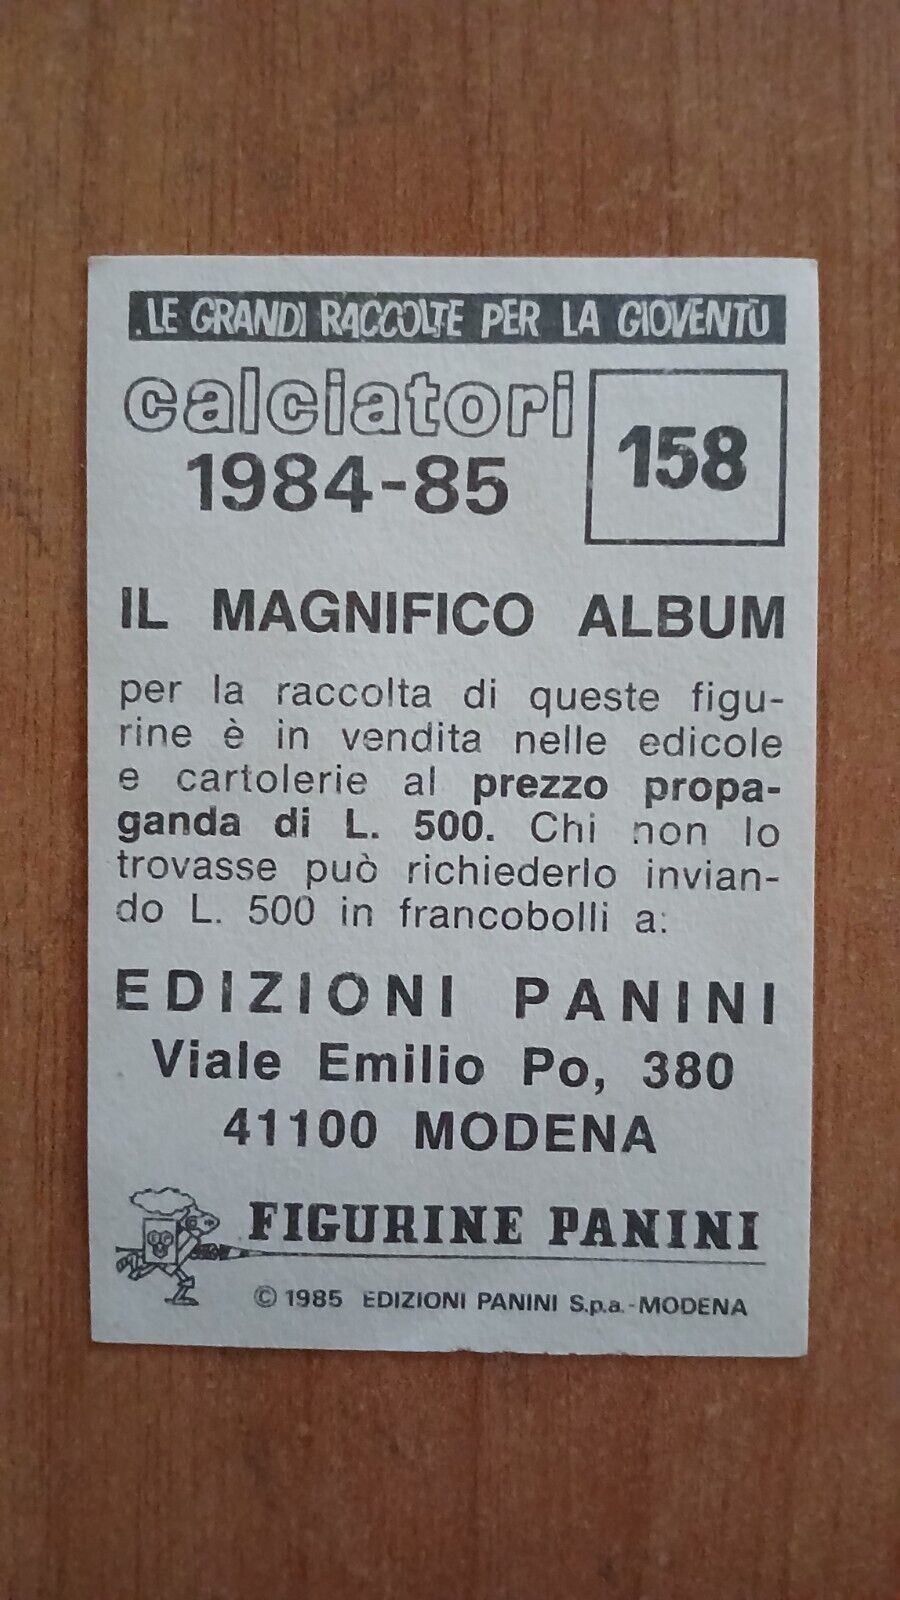 LE GRANDI RACCOLTE PER LA GIOVENTÙ
calciatori
1984-85
158
IL MAGNIFICO ALBUM
per la raccolta di queste figu-
rine è in vendita nelle edicole
e cartolerie al prezzo propa-
ganda di L. 500. Chi non lo
trovasse può richiederlo invian-
do L. 500 in francobolli a:
EDIZIONI PANINI
Viale Emilio Po, 380
41100 MODENA
FIGURINE PANINI
© 1985 EDIZIONI PANINI S.p.a.-MODENA